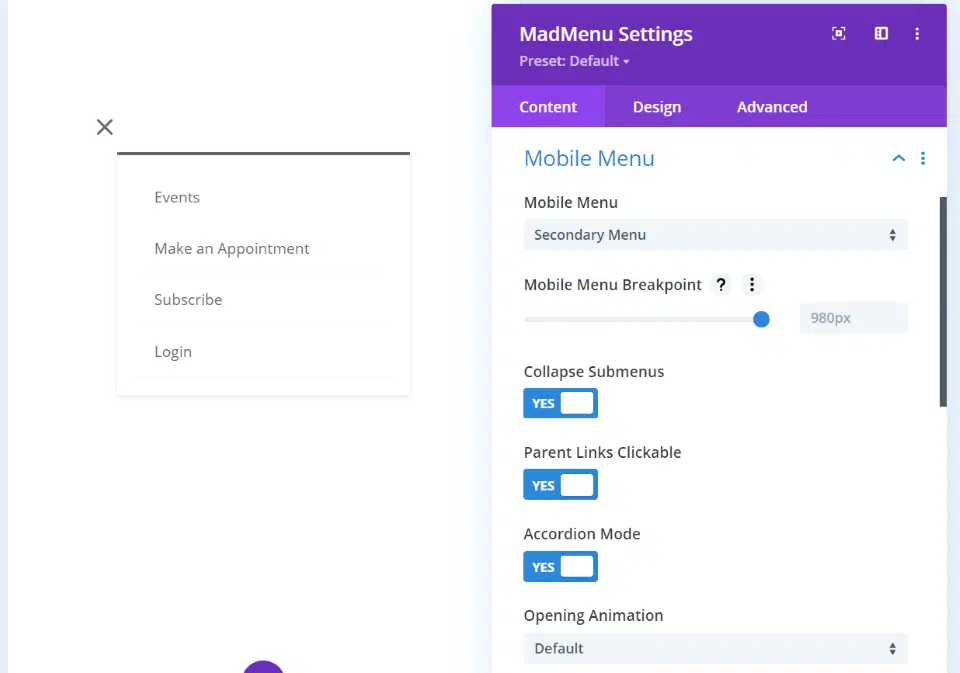 Events
Make an Appointment
Subscribe
Login
MadMenu Settings
Preset: Default
Content Design Advanced
Mobile Menu
Mobile Menu
Secondary Menu
Mobile Menu Breakpoint ?
980px
Collapse Submenus
YES
Parent Links Clickable
YES
Accordion Mode
YES
Opening Animation
Default